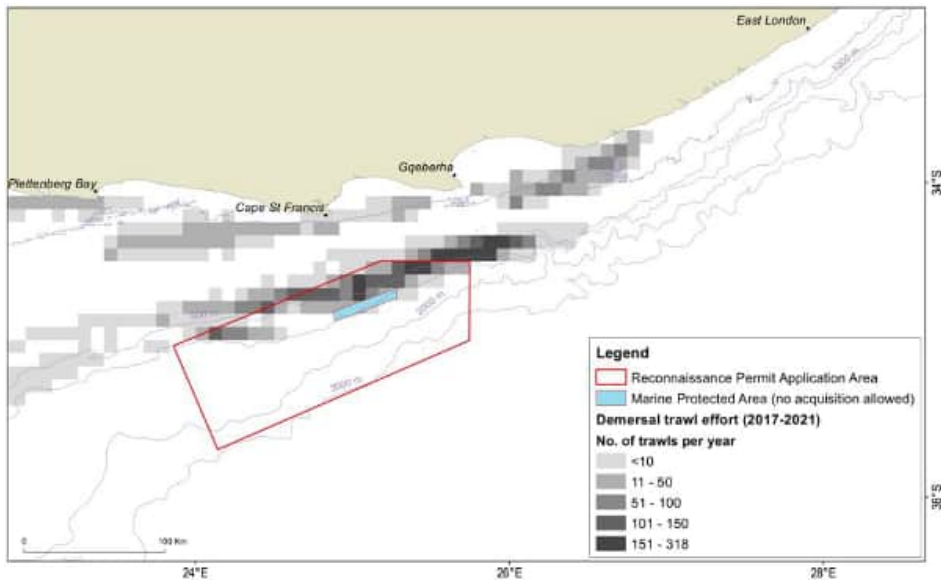 East London
1000 m
Gqeberha
Plettenberg Bay
Cape St Francis
34°S
2000 m
3000 m
Legend
Reconnaissance Permit Application Area
Marine Protected Area (no acquisition allowed)
Demersal trawl effort (2017-2021)
No. of trawls per year
<10
11 - 50
51 - 100
101 - 150
151 - 318
36°S
0
100 Km
24°E
26°E
28°E